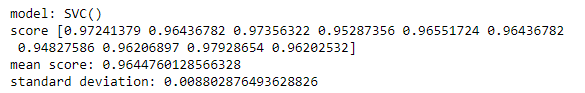 model: SVC()
score [0.97241379 0.96436782 0.97356322 0.95287356 0.96551724 0.96436782
0.94827586 0.96206897 0.97928654 0.96202532]
mean score: 0.9644760128566328
standard deviation: 0.008802876493628826